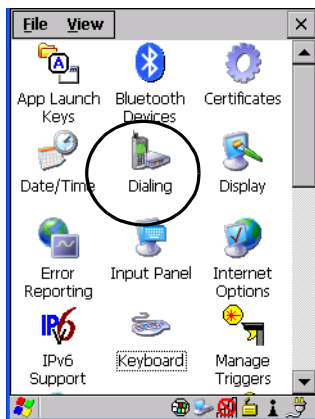 File View
App Launch Keys
Bluetooth Devices
Certificates
Date/Time
Dialing
Display
Error Reporting
Input Panel
Internet Options
IPv6 Support
Keyboard
Manage Triggers